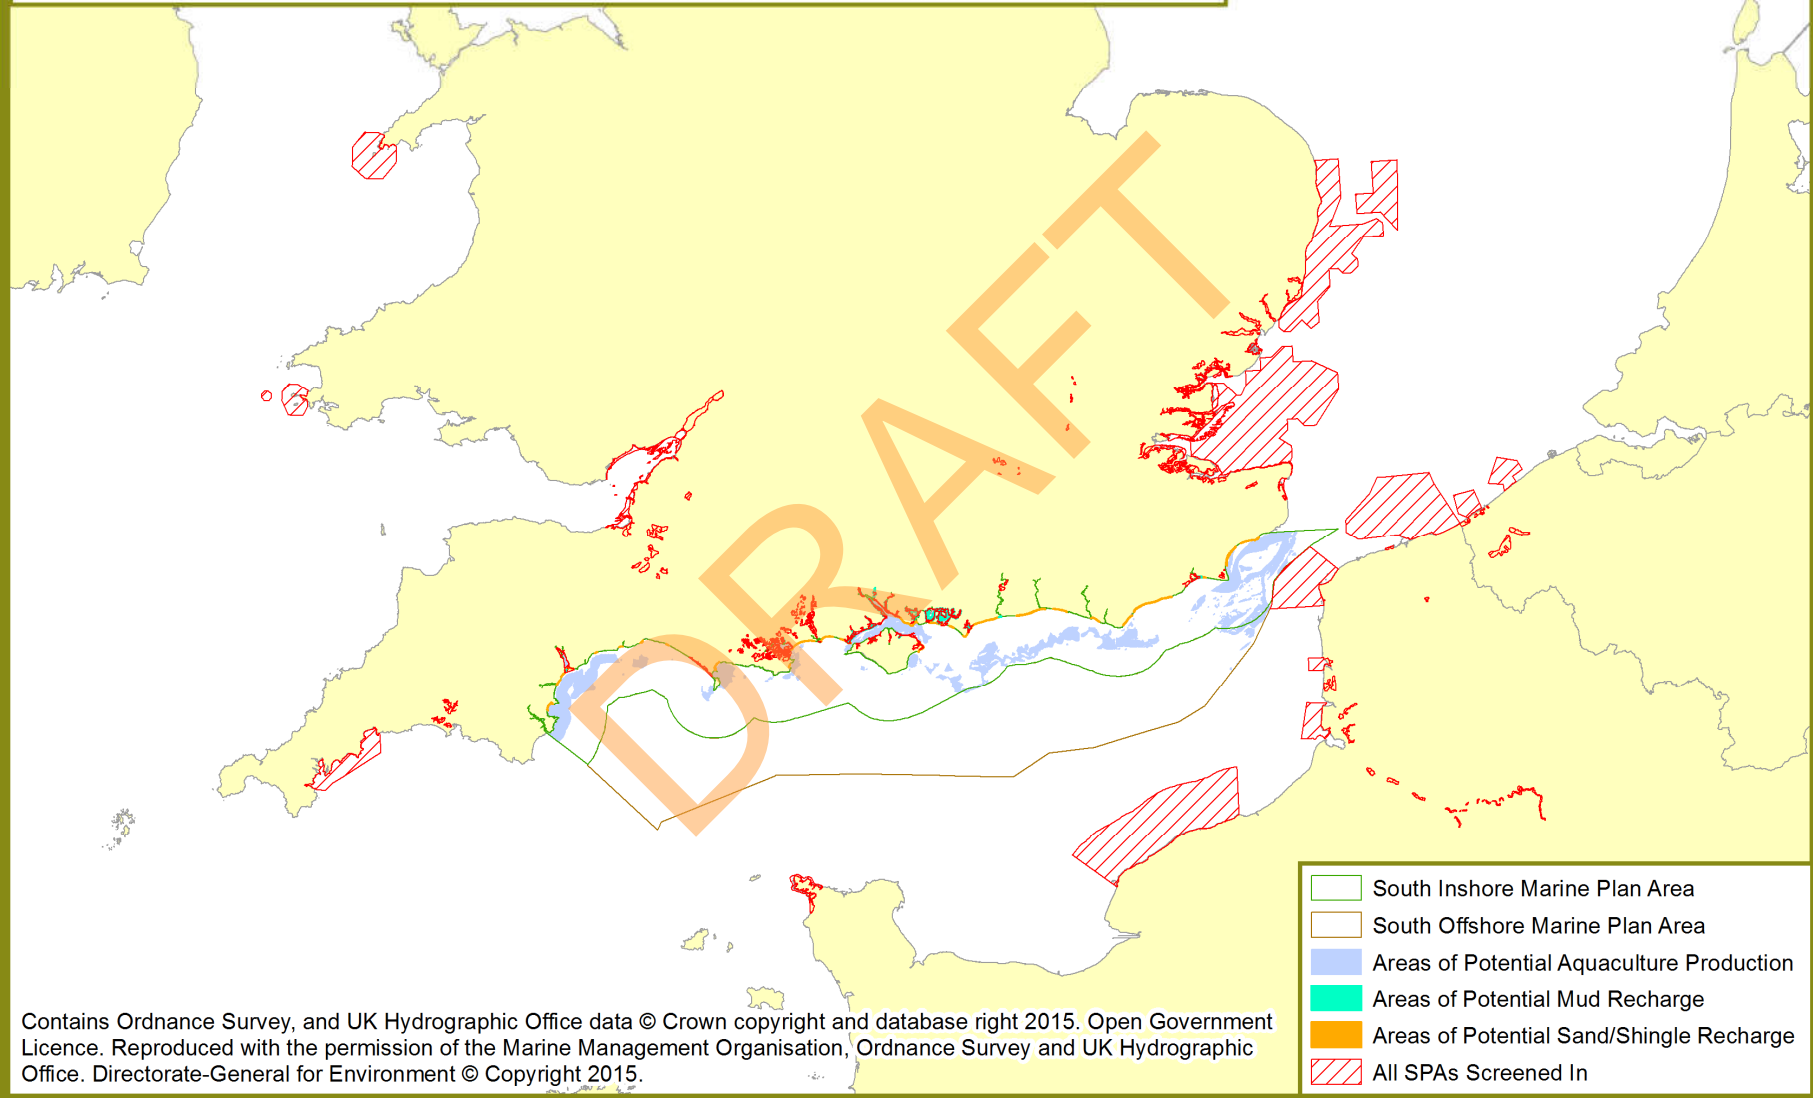 DRAFT
South Inshore Marine Plan Area
South Offshore Marine Plan Area
Areas of Potential Aquaculture Production
Areas of Potential Mud Recharge
Areas of Potential Sand/Shingle Recharge
All SPAs Screened In
Contains Ordnance Survey, and UK Hydrographic Office data © Crown copyright and database right 2015. Open Government
Licence. Reproduced with the permission of the Marine Management Organisation, Ordnance Survey and UK Hydrographic
Office. Directorate-General for Environment © Copyright 2015.